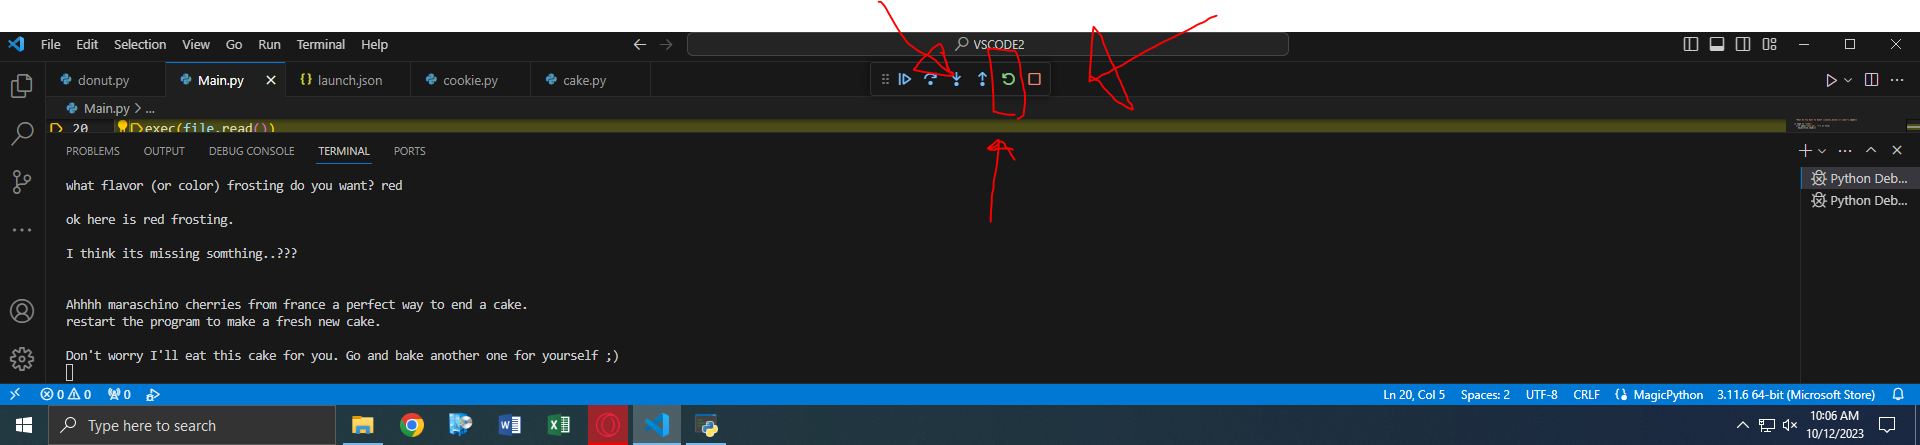 File Edit Selection View Go Run Terminal Help
VSCODE2
donut.py Main.py launch.json cookie.py cake.py
Main.py > ...
20 exec(file.read())
PROBLEMS OUTPUT DEBUG CONSOLE TERMINAL PORTS
what flavor (or color) frosting do you want? red
Python Deb...
Python Deb...
ok here is red frosting.
I think its missing somthing..???
Ahhhh maraschino cherries from france a perfect way to end a cake.
restart the program to make a fresh new cake.
Don't worry I'll eat this cake for you. Go and bake another one for yourself ;)
0 0 0 Ln 20, Col 5 Spaces: 2 UTF-8 CRLF MagicPython 3.11.6 64-bit (Microsoft Store)
Type here to search
10:06 AM
10/12/2023